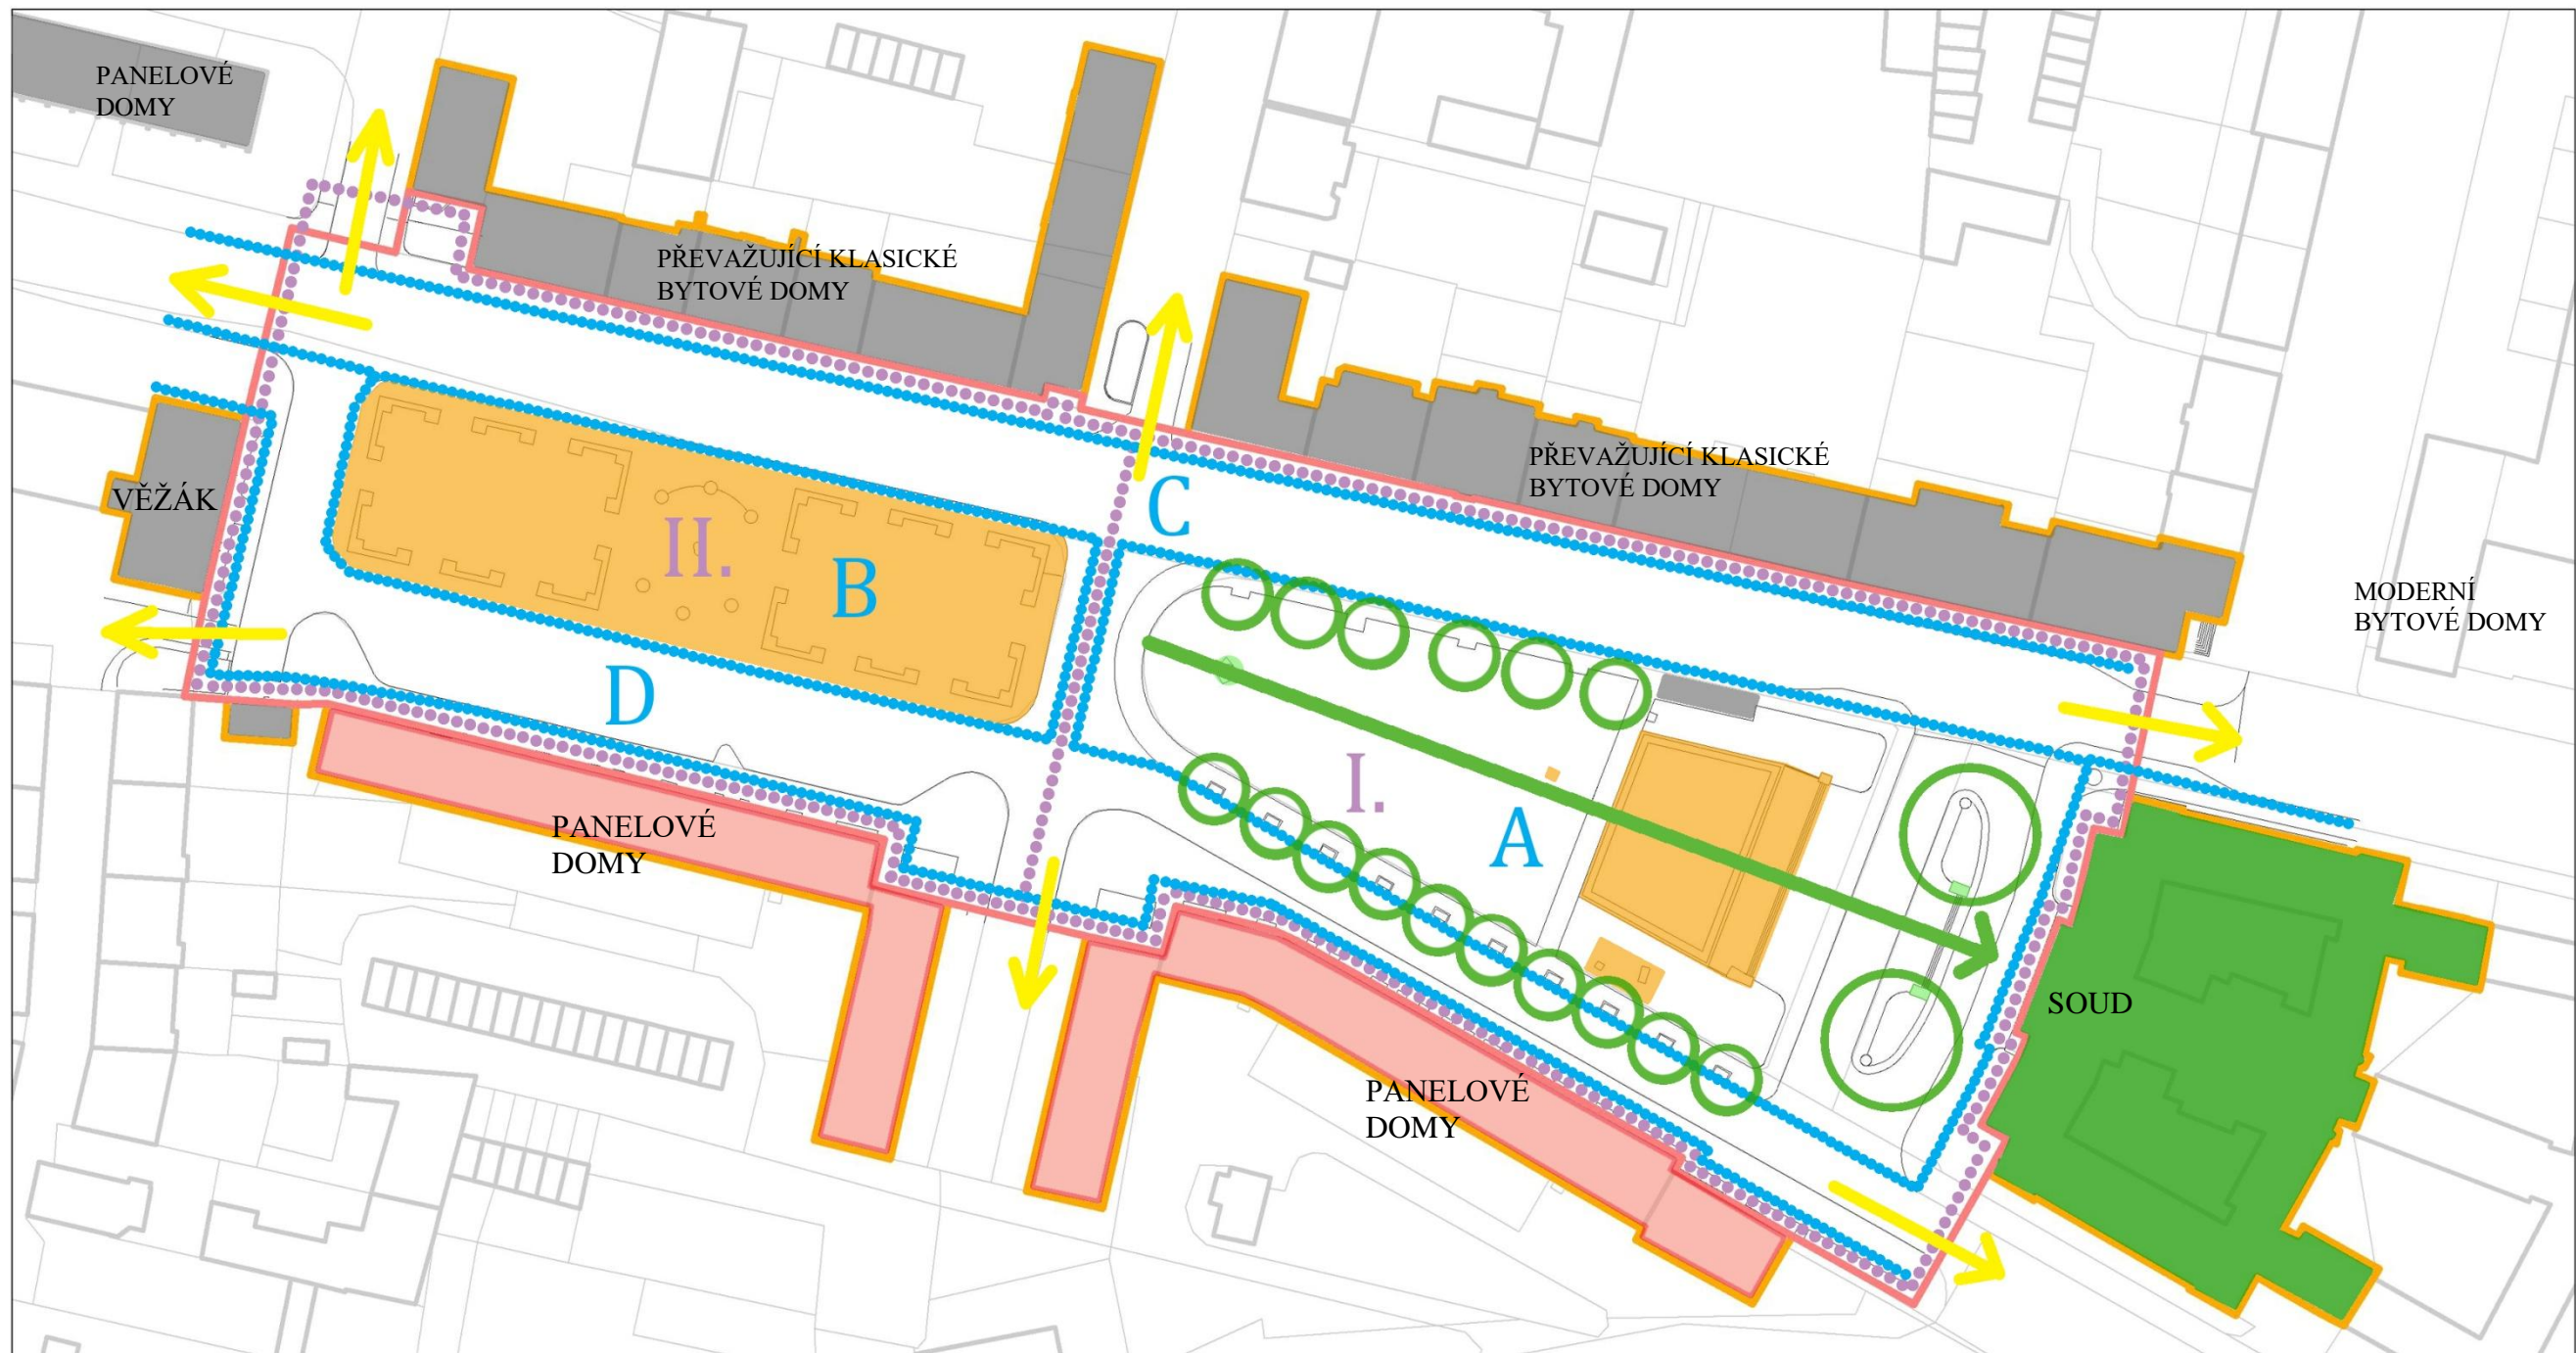 PANELOVÉ
DOMY
PŘEVAŽUJÍCÍ KLASICKÉ
BYTOVÉ DOMY
PŘEVAŽUJÍCÍ KLASICKÉ
BYTOVÉ DOMY
VĚŽÁK
C
II.
B
MODERNÍ
BYTOVÉ DOMY
D
I.
A
PANELOVÉ
DOMY
SOUD
PANELOVÉ
DOMY